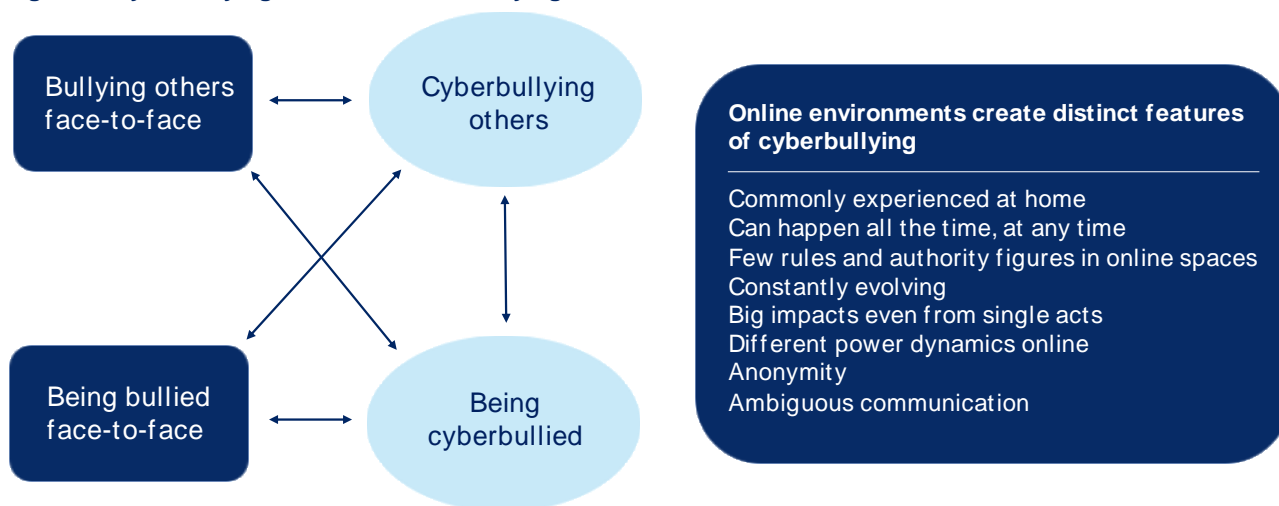 Bullying others
face-to-face
Cyberbullying
others
Being bullied
face-to-face
Being
cyberbullied
Online environments create distinct features
of cyberbullying
Commonly experienced at home
Can happen all the time, at any time
Few rules and authority figures in online spaces
Constantly evolving
Big impacts even from single acts
Different power dynamics online
Anonymity
Ambiguous communication